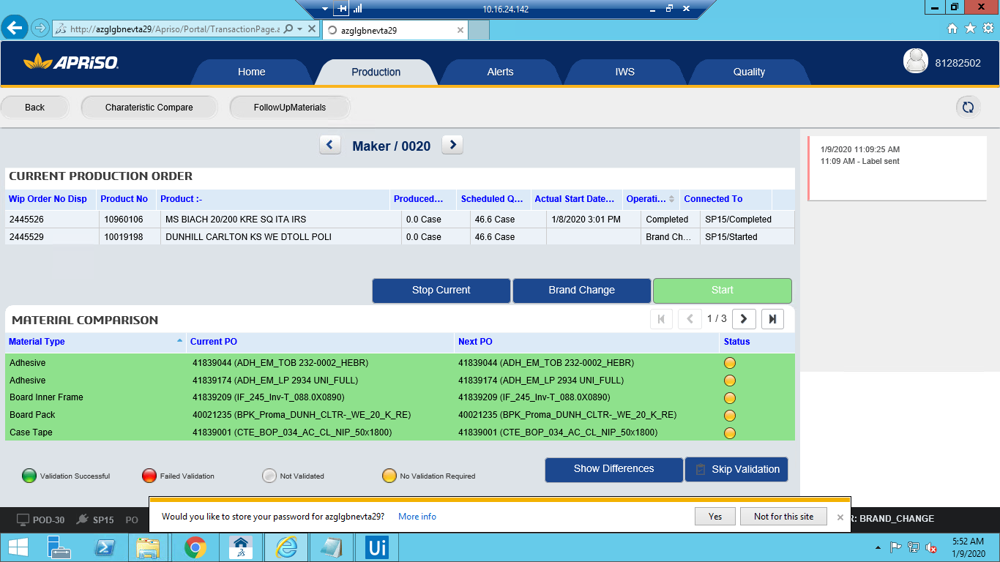 10.16.24.142
http://azglgbnevta29/Apriso/Portal/TransactionPage.a
azglgbnevta29
APRISO
Home
Production
Alerts
IWS
Quality
81282502
Back
Charateristic Compare
FollowUpMaterials
Maker / 0020
1/9/2020 11:09:25 AM
11:09 AM - Label sent
CURRENT PRODUCTION ORDER
Wip Order No Disp Product No Product :- Produced... Scheduled Q... Actual Start Date... Operati... Connected To
2445526 10960106 MS BIACH 20/200 KRE SQ ITA IRS 0.0 Case 46.6 Case 1/8/2020 3:01 PM Completed SP15/Completed
2445529 10019198 DUNHILL CARLTON KS WE DTOLL POLI 0.0 Case 46.6 Case Brand Ch... SP15/Started
Stop Current
Brand Change
Start
MATERIAL COMPARISON
1 / 3
Material Type Current PO Next PO Status
Adhesive 41839044 (ADH_EM_TOB 232-0002_HEBR) 41839044 (ADH_EM_TOB 232-0002_HEBR)
Adhesive 41839174 (ADH_EM_LP 2934 UNI_FULL) 41839174 (ADH_EM_LP 2934 UNI_FULL)
Board Inner Frame 41839209 (IF_245_Inv-T_088.0X0890) 41839209 (IF_245_Inv-T_088.0X0890)
Board Pack 40021235 (BPK_Proma_DUNH_CLTR-_WE_20_K_RE) 40021235 (BPK_Proma_DUNH_CLTR-_WE_20_K_RE)
Case Tape 41839001 (CTE_BOP_034_AC_CL_NIP_50x1800) 41839001 (CTE_BOP_034_AC_CL_NIP_50x1800)
Validation Successful
Failed Validation
Not Validated
No Validation Required
Show Differences
Skip Validation
POD-30
SP15
PO
Would you like to store your password for azglgbnevta29? More info
Yes
Not for this site
R: BRAND_CHANGE
Ui
5:52 AM
1/9/2020